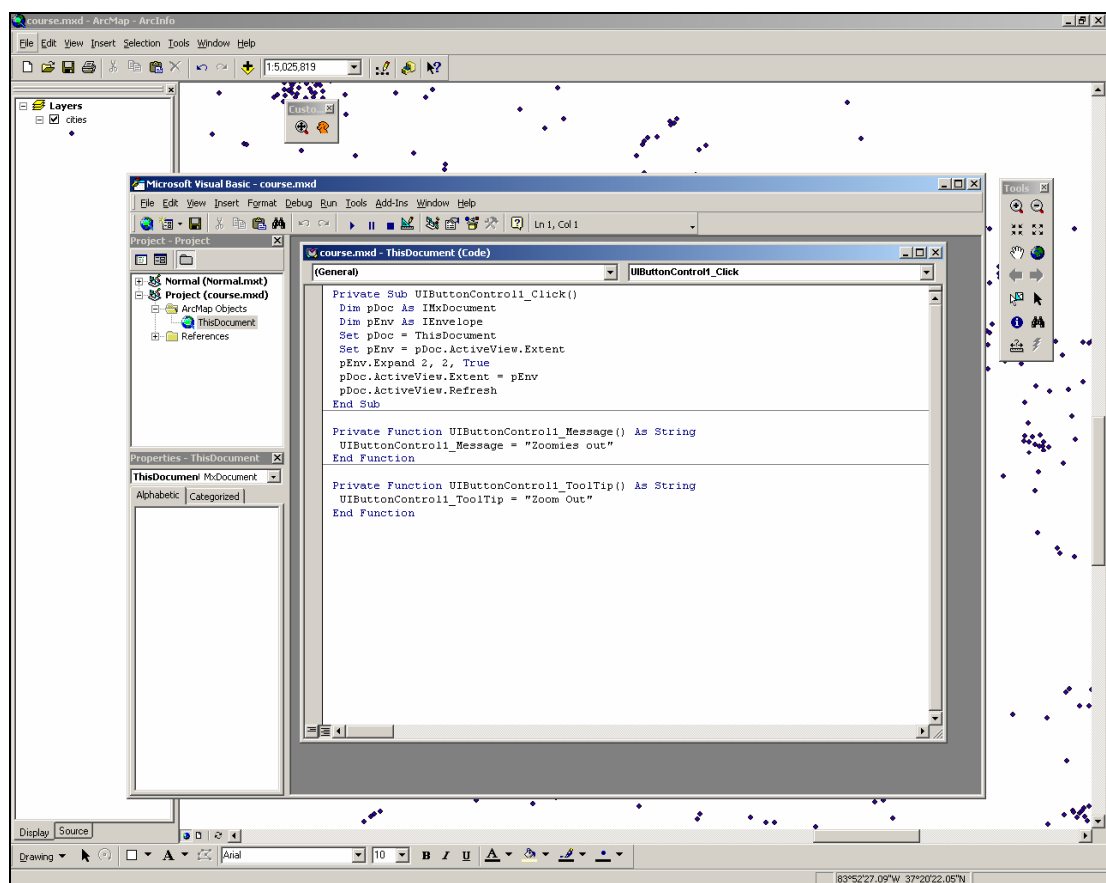 course.mxd - ArcMap - ArcInfo
File Edit View Insert Selection Tools Window Help
1:5,025,819
Layers
cities
Custo...
Tools
Microsoft Visual Basic - course.mxd
File Edit View Insert Format Debug Run Tools Add-Ins Window Help
Ln 1, Col 1
Project - Project
Normal (Normal.mxt)
Project (course.mxd)
ArcMap Objects
ThisDocument
References
Properties - ThisDocument
ThisDocument MxDocument
Alphabetic Categorized
course.mxd - ThisDocument (Code)
(General) UIButtonControl1_Click
Private Sub UIButtonControl1_Click()
Dim pDoc As IMxDocument
Dim pEnv As IEnvelope
Set pDoc = ThisDocument
Set pEnv = pDoc.ActiveView.Extent
pEnv.Expand 2, 2, True
pDoc.ActiveView.Extent = pEnv
pDoc.ActiveView.Refresh
End Sub
Private Function UIButtonControl1_Message() As String
UIButtonControl1_Message = "Zoomies out"
End Function
Private Function UIButtonControl1_ToolTip() As String
UIButtonControl1_ToolTip = "Zoom Out"
End Function
Display Source
Drawing A Arial 10 B I U A
83°52'27.09"W 37°20'22.05"N